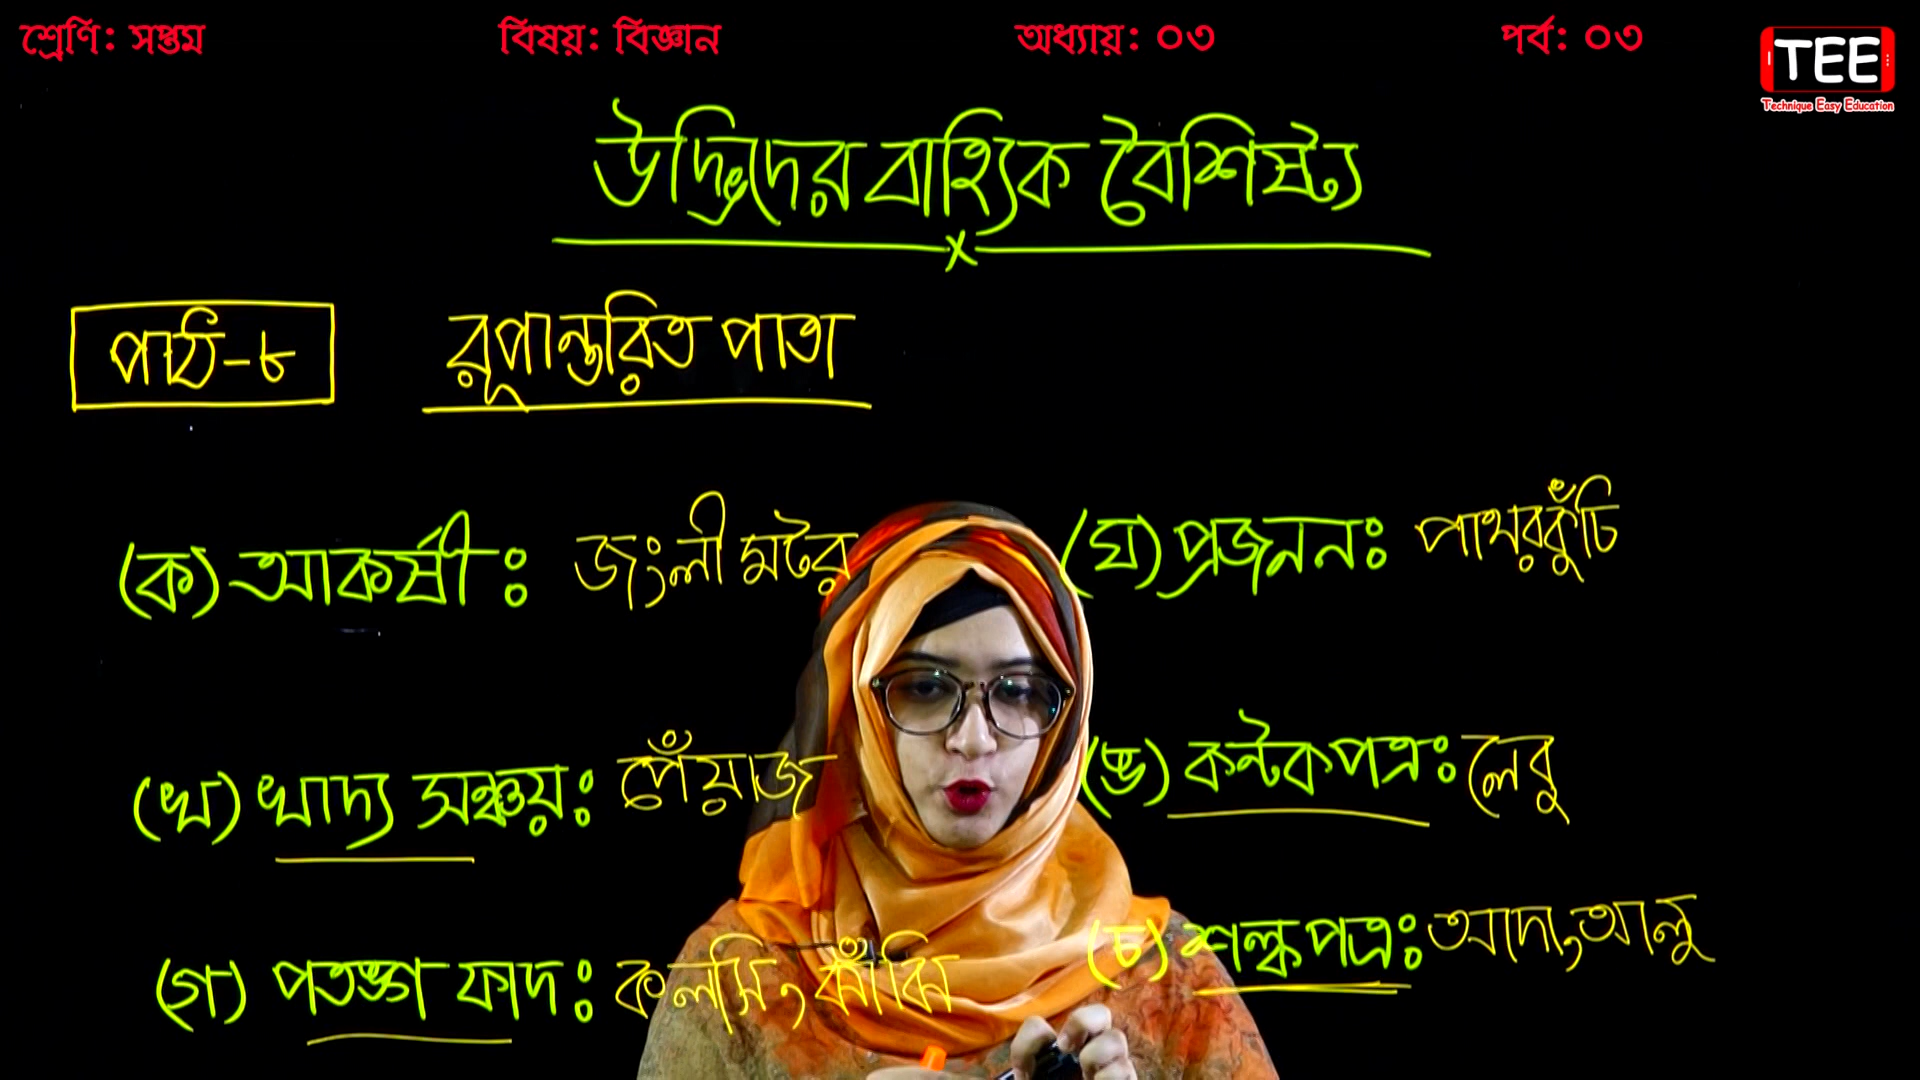 শ্রেণি: সপ্তম বিষয়: বিজ্ঞান অধ্যায়: ০৩ পর্ব: ০৩
TEE
Technique Easy Education
উদ্ভিদের বাহ্যিক বৈশিষ্ট্য
x
পাঠ-৮ রূপান্তরিত পাতা
(ক) আকর্ষী: জংলী মটর
(ঘ) প্রজনন: পাথরকুঁচি
(খ) খাদ্য সঞ্চয়: পেঁয়াজ
(ঙ) কন্টকপত্র: লেবু
(গ) পতঙ্গ ফাদ: কলসি, ঝাঁঝি
(চ) শল্কপত্র: আদা, আলু